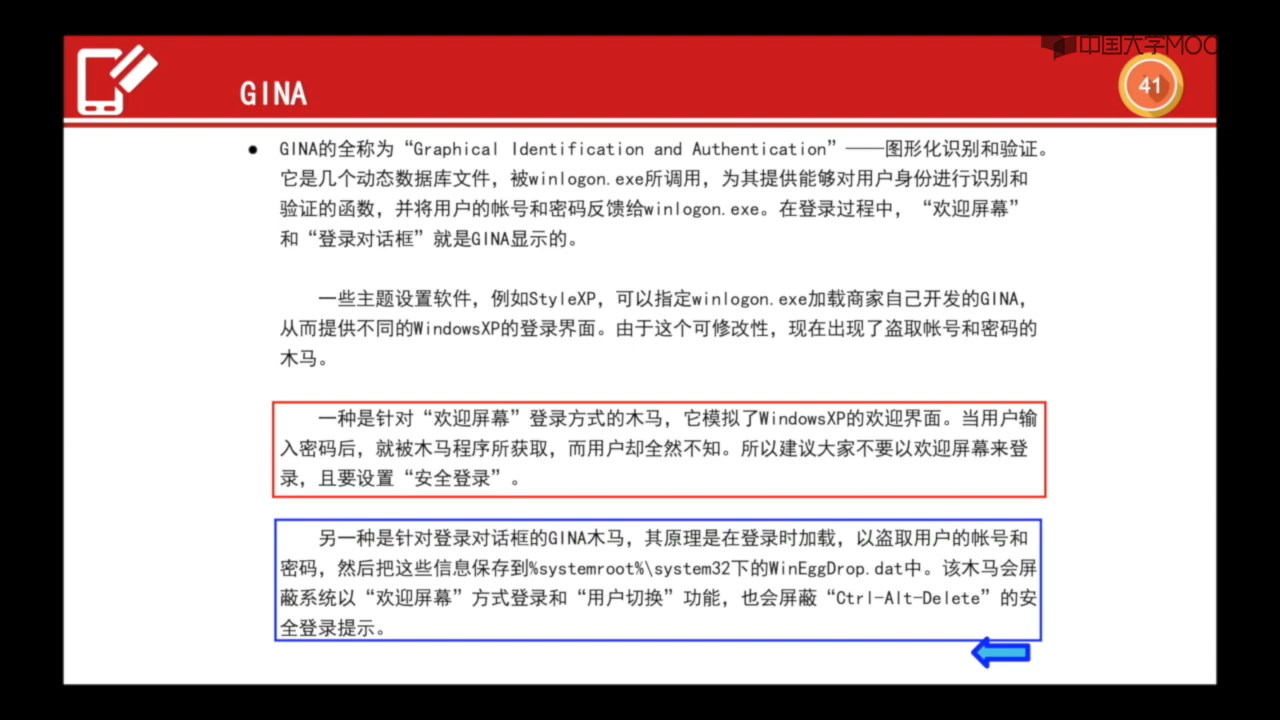 中国大学MOO
GINA
41
● GINA的全称为“Graphical Identification and Authentication”——图形化识别和验证。
它是几个动态数据库文件，被winlogon.exe所调用，为其提供能够对用户身份进行识别和
验证的函数，并将用户的帐号和密码反馈给winlogon.exe。在登录过程中，“欢迎屏幕”
和“登录对话框”就是GINA显示的。
一些主题设置软件，例如StyleXP，可以指定winlogon.exe加载商家自己开发的GINA，
从而提供不同的WindowsXP的登录界面。由于这个可修改性，现在出现了盗取帐号和密码的
木马。
一种是针对“欢迎屏幕”登录方式的木马，它模拟了WindowsXP的欢迎界面。当用户输
入密码后，就被木马程序所获取，而用户却全然不知。所以建议大家不要以欢迎屏幕来登
录，且要设置“安全登录”。
另一种是针对登录对话框的GINA木马，其原理是在登录时加载，以盗取用户的帐号和
密码，然后把这些信息保存到%systemroot%\system32下的WinEggDrop.dat中。该木马会屏
蔽系统以“欢迎屏幕”方式登录和“用户切换”功能，也会屏蔽“Ctrl-Alt-Delete”的安
全登录提示。